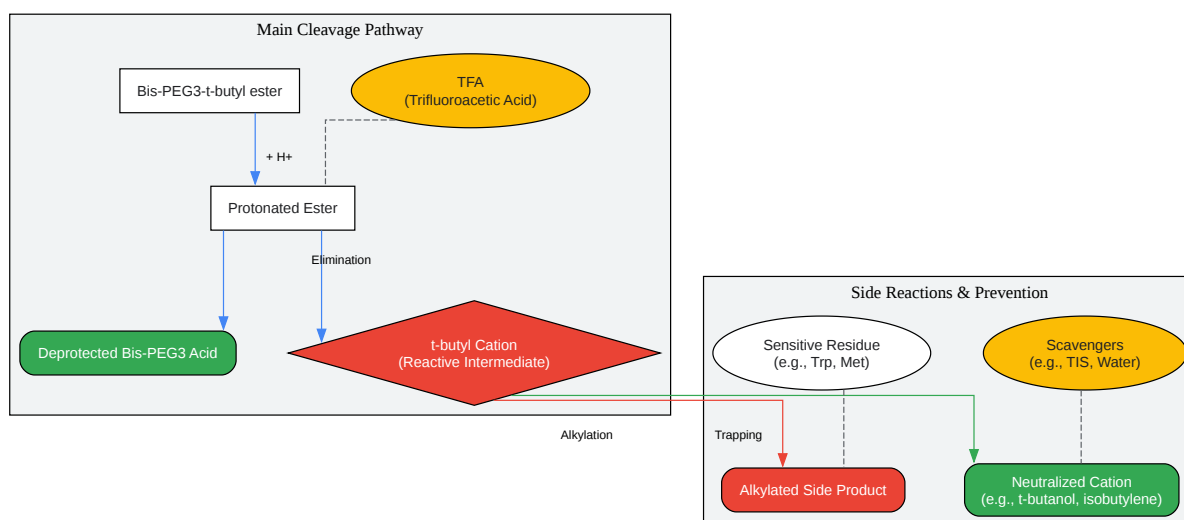 Main Cleavage Pathway
Bis-PEG3-t-butyl ester
TFA
(Trifluoroacetic Acid)
+ H+
Protonated Ester
Elimination
Deprotected Bis-PEG3 Acid
t-butyl Cation
(Reactive Intermediate)
Side Reactions & Prevention
Sensitive Residue
(e.g., Trp, Met)
Scavengers
(e.g., TIS, Water)
Alkylation
Trapping
Alkylated Side Product
Neutralized Cation
(e.g., t-butanol, isobutylene)